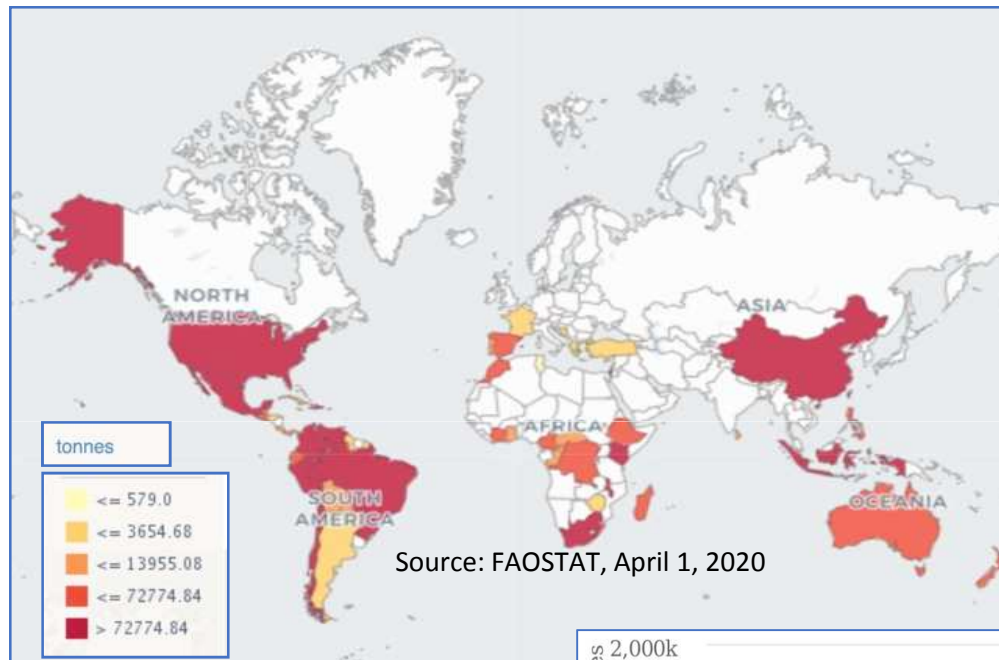 NORTH
AMERICA
ASIA
AFRICA
SOUTH
AMERICA
OCEANIA
tonnes
<= 579.0
<= 3654.68
<= 13955.08
<= 72774.84
> 72774.84
Source: FAOSTAT, April 1, 2020
2,000k